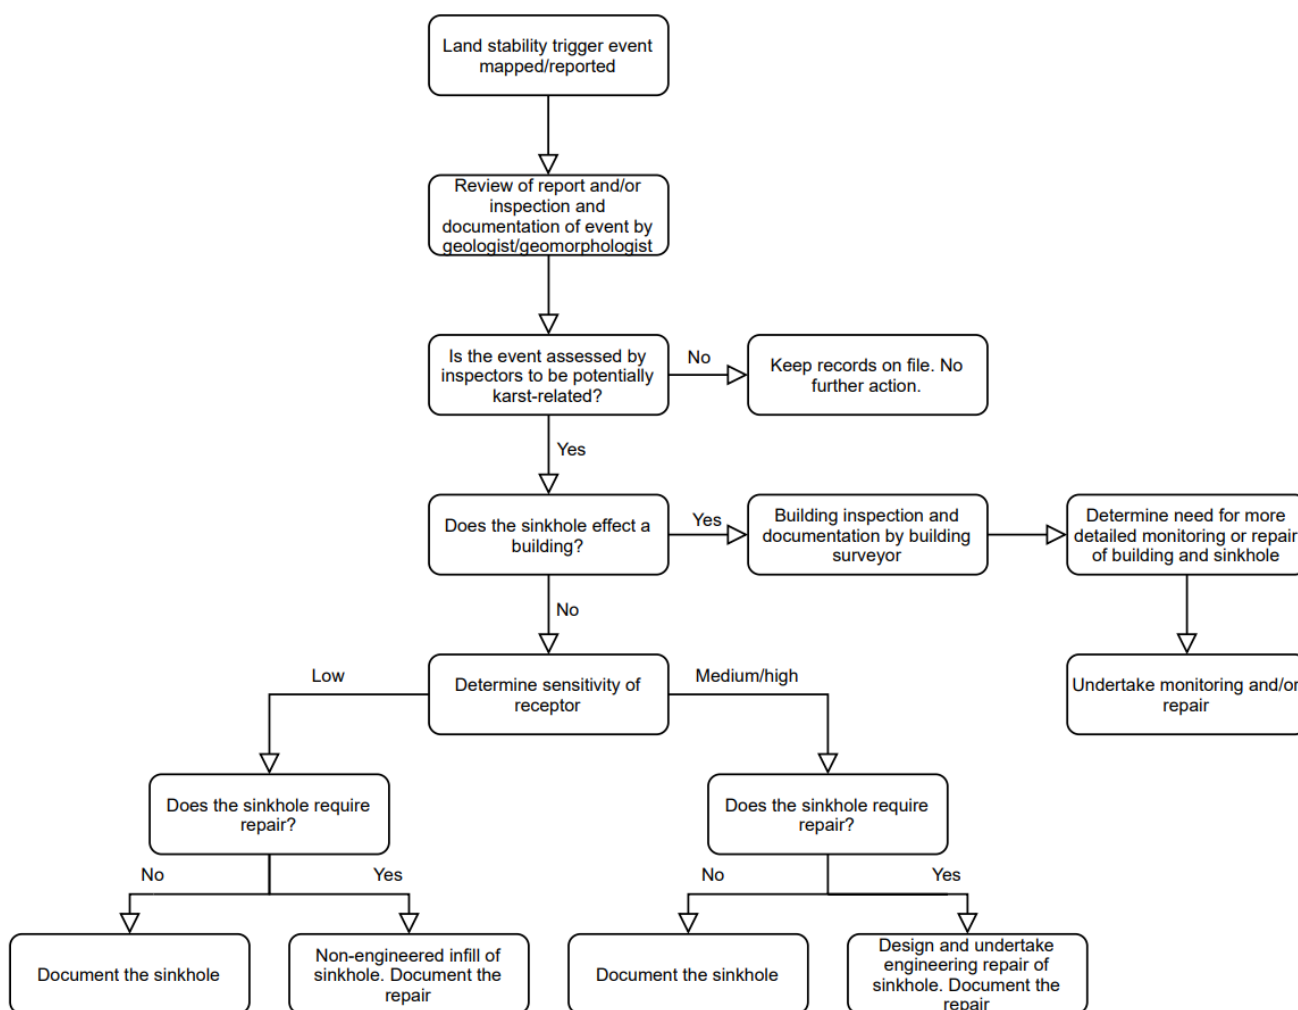 Land stability trigger event
mapped/reported
Review of report and/or
inspection and
documentation of event by
geologist/geomorphologist
Is the event assessed by
inspectors to be potentially
karst-related?
No
Keep records on file. No
further action.
Yes
Does the sinkhole effect a
building?
Yes
Building inspection and
documentation by building
surveyor
Determine need for more
detailed monitoring or repair
of building and sinkhole
No
Low
Determine sensitivity of
receptor
Medium/high
Undertake monitoring and/or
repair
Does the sinkhole require
repair?
Does the sinkhole require
repair?
No
Yes
No
Yes
Document the sinkhole
Non-engineered infill of
sinkhole. Document the
repair
Document the sinkhole
Design and undertake
engineering repair of
sinkhole. Document the
repair